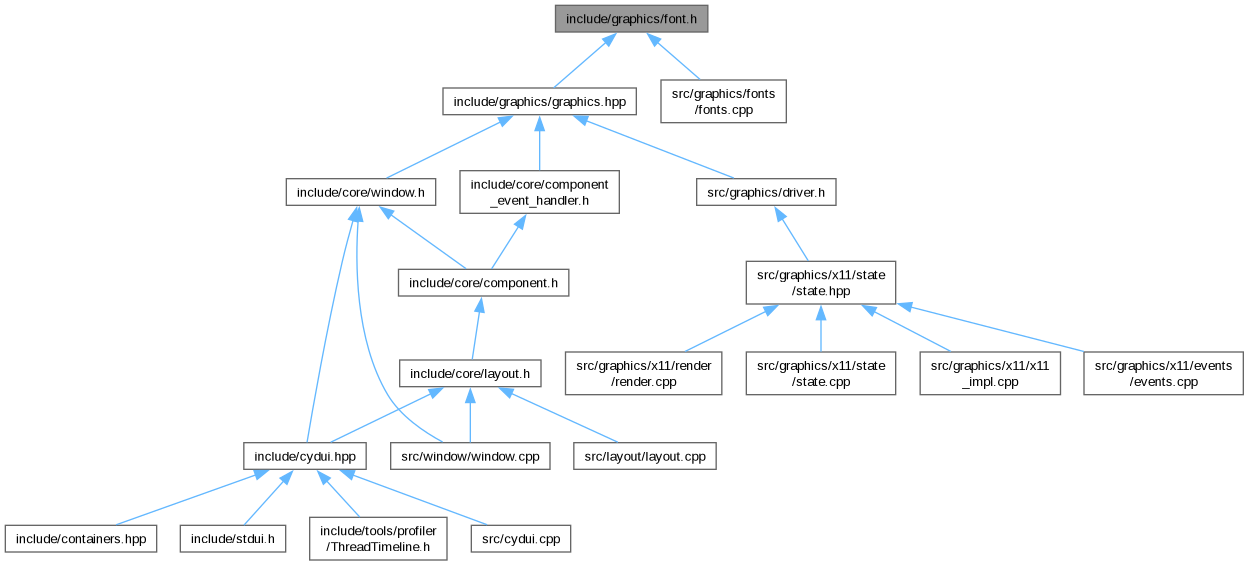 include/graphics/font.h
include/graphics/graphics.hpp
src/graphics/fonts
/fonts.cpp
include/core/window.h
include/core/component
_event_handler.h
src/graphics/driver.h
include/core/component.h
src/graphics/x11/state
/state.hpp
include/core/layout.h
src/graphics/x11/render
/render.cpp
src/graphics/x11/state
/state.cpp
src/graphics/x11/x11
_impl.cpp
src/graphics/x11/events
/events.cpp
include/cydui.hpp
src/window/window.cpp
src/layout/layout.cpp
include/containers.hpp
include/stdui.h
include/tools/profiler
/ThreadTimeline.h
src/cydui.cpp